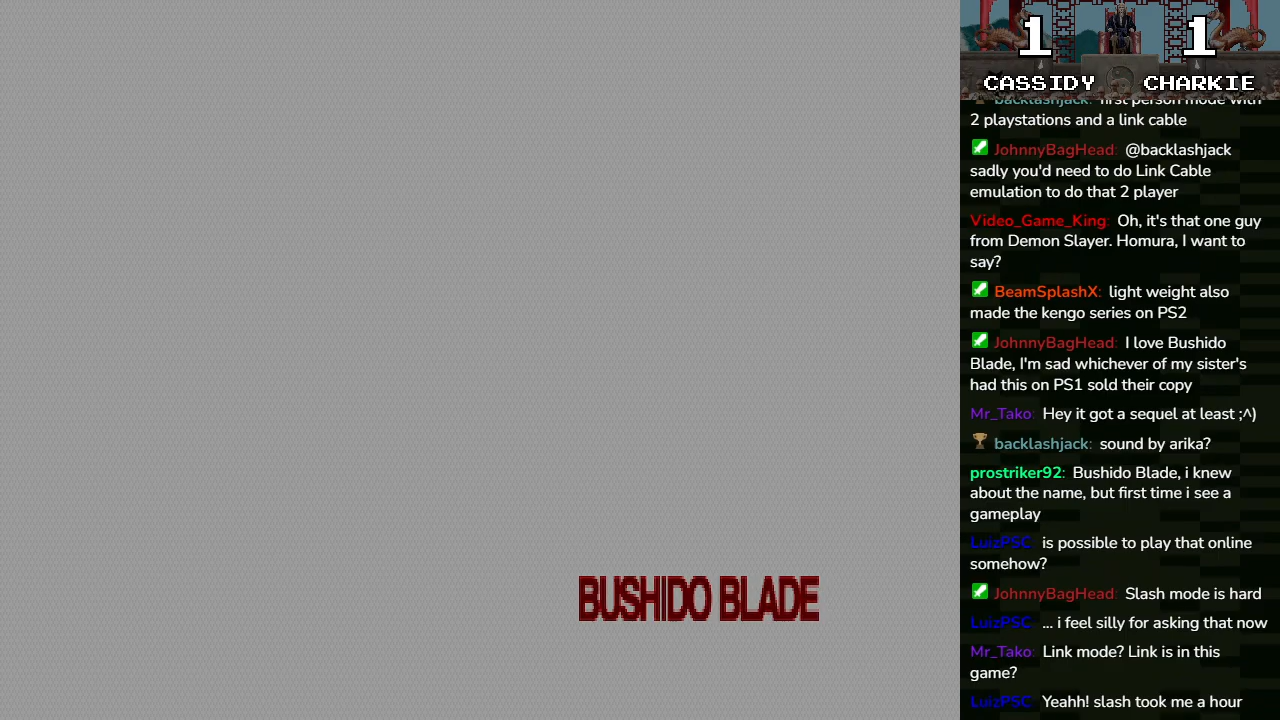 1 1
CASSIDY CHARKIE
backlashjack: first person mode with
2 playstations and a link cable
JohnnyBagHead: @backlashjack
sadly you'd need to do Link Cable
emulation to do that 2 player
Video_Game_King: Oh, it's that one guy
from Demon Slayer. Homura, I want to
say?
BeamSplashX: light weight also
made the kengo series on PS2
JohnnyBagHead: I love Bushido
Blade, I'm sad whichever of my sister's
had this on PS1 sold their copy
Mr_Tako: Hey it got a sequel at least ;^)
backlashjack: sound by arika?
prostriker92: Bushido Blade, i knew
about the name, but first time i see a
gameplay
LuizPSC: is possible to play that online
somehow?
JohnnyBagHead: Slash mode is hard
LuizPSC: ... i feel silly for asking that now
Mr_Tako: Link mode? Link is in this
game?
LuizPSC: Yeahh! slash took me a hour
BUSHIDO BLADE